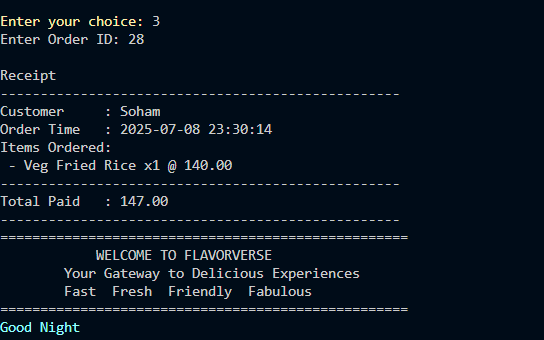 Enter your choice: 3
Enter Order ID: 28
Receipt
--------------------------------------------------
Customer     : Soham
Order Time   : 2025-07-08 23:30:14
Items Ordered:
 - Veg Fried Rice x1 @ 140.00
--------------------------------------------------
Total Paid   : 147.00
--------------------------------------------------
===================================================
            WELCOME TO FLAVORVERSE
        Your Gateway to Delicious Experiences
        Fast  Fresh  Friendly  Fabulous
===================================================
Good Night